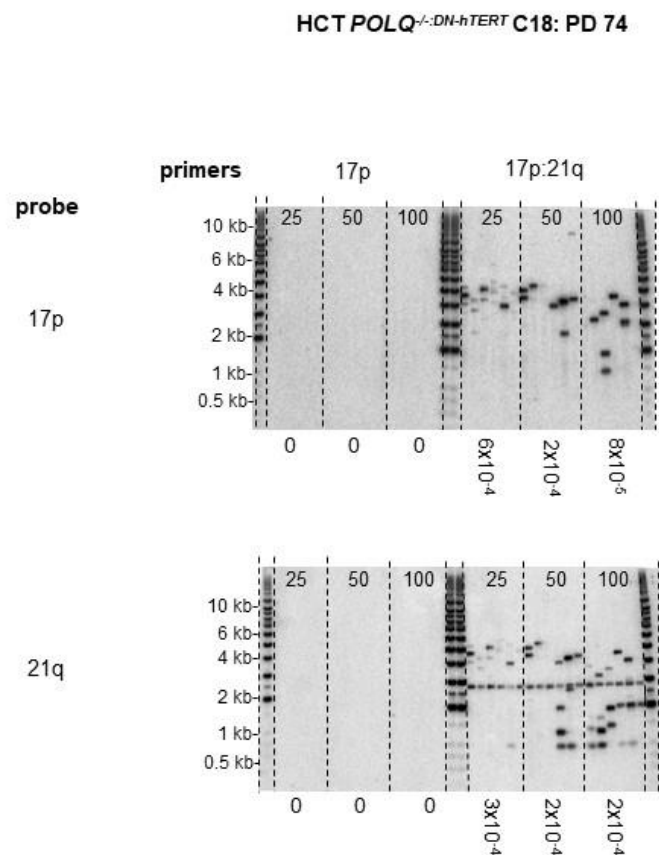 HCT POLQ-/-:DN-hTERT C18: PD 74
primers 17p 17p:21q
probe
25 50 100 25 50 100
10 kb-
6 kb-
4 kb-
17p
2 kb-
1 kb-
0.5 kb-
0 0 0 6x10-4 2x10-4 8x10-5
25 50 100 25 50 100
10 kb-
6 kb-
4 kb-
21q
2 kb-
1 kb-
0.5 kb-
0 0 0 3x10-4 2x10-4 2x10-4